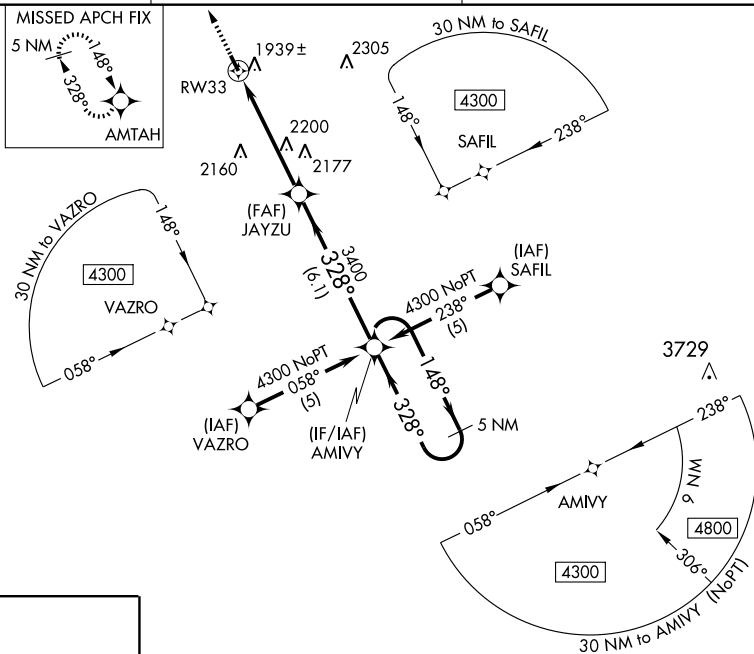 MISSED APCH FIX
5 NM
148°
328°
AMTAH
RW33
1939±
2305
2200
2160
2177
(FAF)
JAYZU
3400
328°
(6.1)
30 NM to SAFIL
4300
148°
SAFIL
238°
30 NM to VAZRO
148°
4300
VAZRO
058°
(IAF)
SAFIL
4300 NoPT
238°
(5)
4300 NoPT
058°
(5)
(IAF)
VAZRO
(IF/IAF)
AMIVY
148°
328°
5 NM
3729
238°
AMIVY
058°
9 NM
4800
306°
4300
30 NM to AMIVY (NoPT)